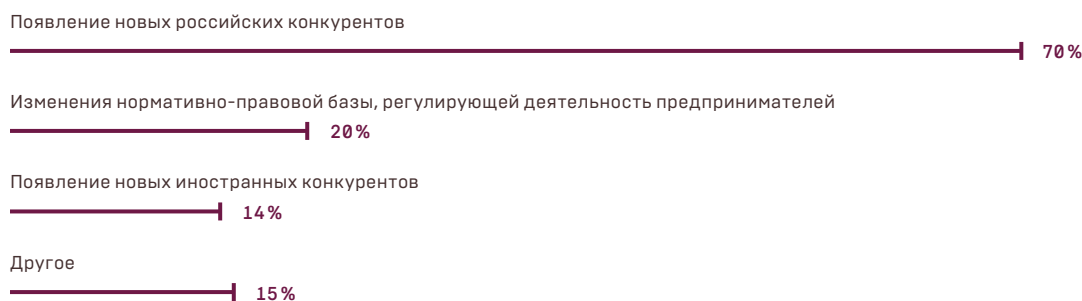 Появление новых российских конкурентов
70%
Изменения нормативно-правовой базы, регулирующей деятельность предпринимателей
20%
Появление новых иностранных конкурентов
14%
Другое
15%